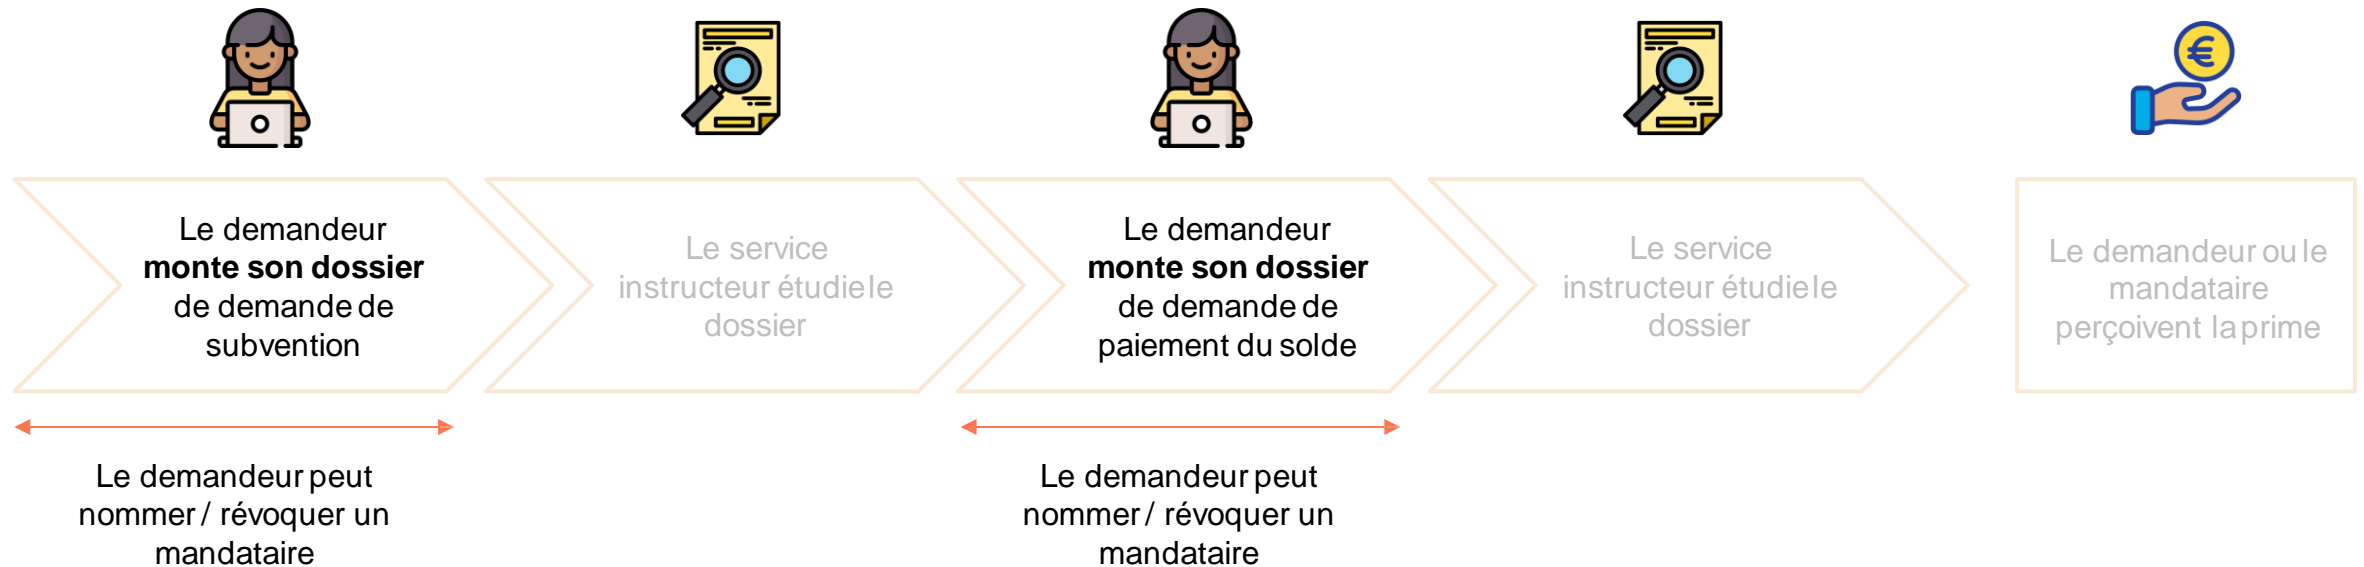 Le demandeur
monte son dossier
de demande de
subvention
Le service
instructeur étudie le
dossier
Le demandeur
monte son dossier
de demande de
paiement du solde
Le service
instructeur étudie le
dossier
Le demandeur ou le
mandataire
perçoivent la prime
Le demandeur peut
nommer / révoquer un
mandataire
Le demandeur peut
nommer / révoquer un
mandataire